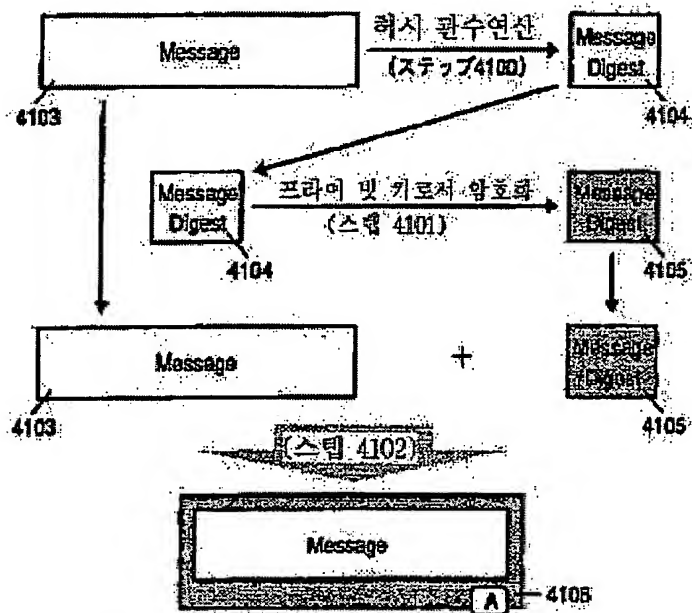 Message
허시 관수연산
(ステップ4100)
Message
Digest
4103
4104
Message
Digest
프라이 빗 키로서 암호화
(스텝 4101)
Message
Digest
4104
4105
Message
+
Message
Digest
4103
4105
(스텝 4102)
Message
A
4106